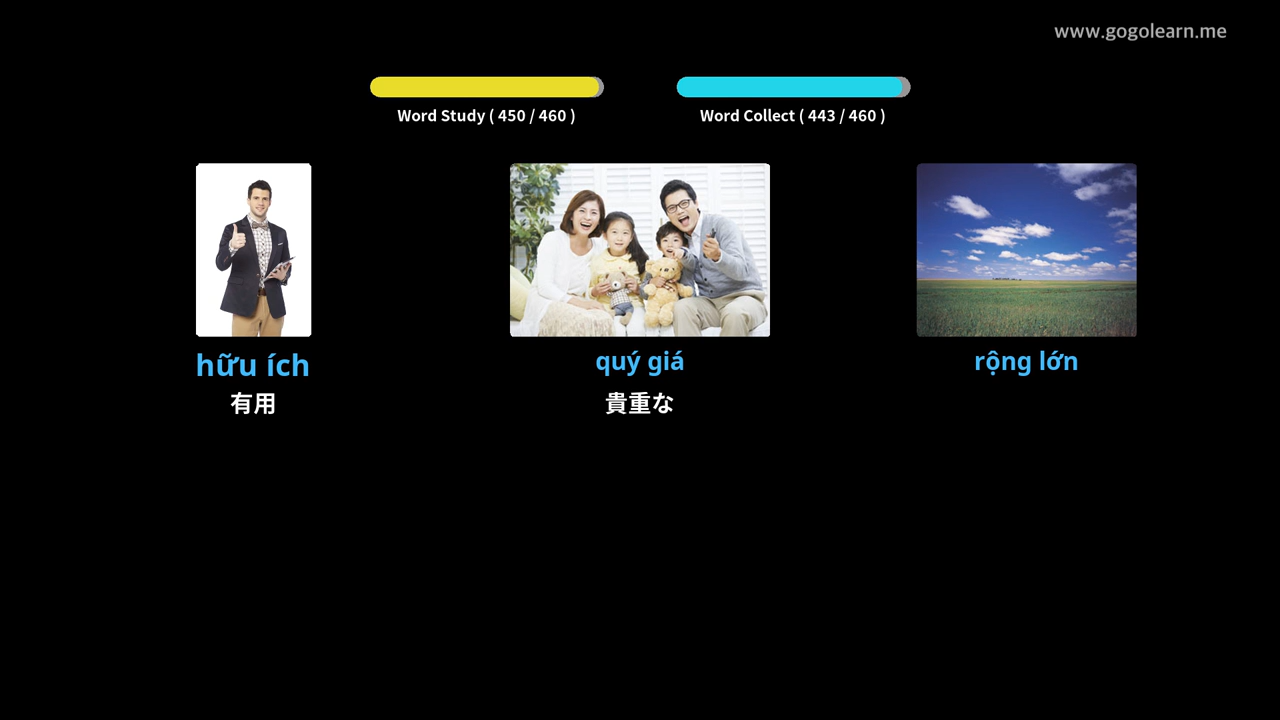 www.gogolearn.me
Word Study ( 450 / 460 )
Word Collect ( 443 / 460 )
hữu ích
有用
quý giá
貴重な
rộng lớn